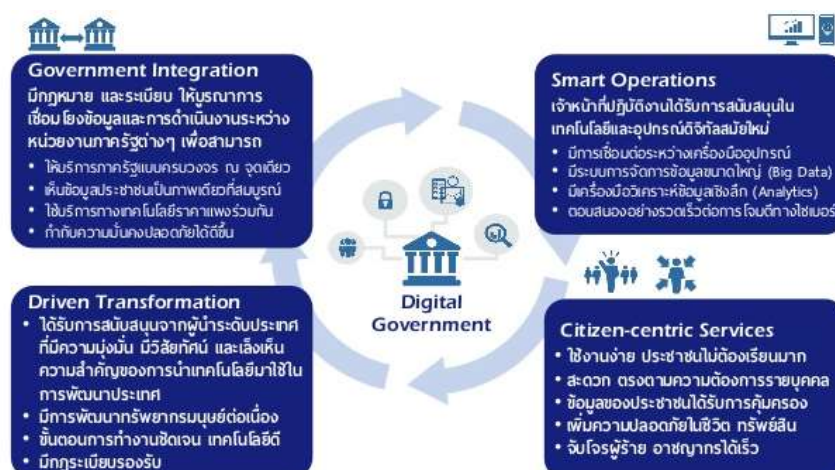 Government Integration
มีกฎหมาย และระเบียบ ให้บูรณาการ
เชื่อมโยงข้อมูลและการดำเนินงานระหว่าง
หน่วยงานภาครัฐต่างๆ เพื่อสามารถ
• ให้บริการภาครัฐแบบครบวงจร ณ จุดเดียว
• เห็นข้อมูลประชาชนเป็นภาพเดียวที่สมบูรณ์
• ใช้บริการทางเทคโนโลยีราคาแพงร่วมกัน
• กำกับความมั่นคงปลอดภัยได้ดีขึ้น
Smart Operations
เจ้าหน้าที่ปฏิบัติงานได้รับการสนับสนุนใน
เทคโนโลยีและอุปกรณ์ดิจิทัลสมัยใหม่
• มีการเชื่อมต่อระหว่างเครื่องมืออุปกรณ์
• มีระบบการจัดการข้อมูลขนาดใหญ่ (Big Data)
• มีเครื่องมือวิเคราะห์ข้อมูลเชิงลึก (Analytics)
• ตอบสนองอย่างรวดเร็วต่อการโจมตีทางไซเบอร์
Digital
Government
Driven Transformation
• ได้รับการสนับสนุนจากผู้นำระดับประเทศ
ที่มีความมุ่งมั่น มีวิสัยทัศน์ และเล็งเห็น
ความสำคัญของการนำเทคโนโลยีมาใช้ใน
การพัฒนาประเทศ
• มีการพัฒนาทรัพยากรมนุษย์ต่อเนื่อง
• ขั้นตอนการทำงานชัดเจน เทคโนโลยีดี
• มีกฎระเบียบรองรับ
Citizen-centric Services
• ใช้งานง่าย ประชาชนไม่ต้องเรียนมาก
• สะดวก ตรงตามความต้องการรายบุคคล
• ข้อมูลของประชาชนได้รับการคุ้มครอง
• เพิ่มความปลอดภัยในชีวิต ทรัพย์สิน
• จับโจรผู้ร้าย อาชญากรได้เร็ว